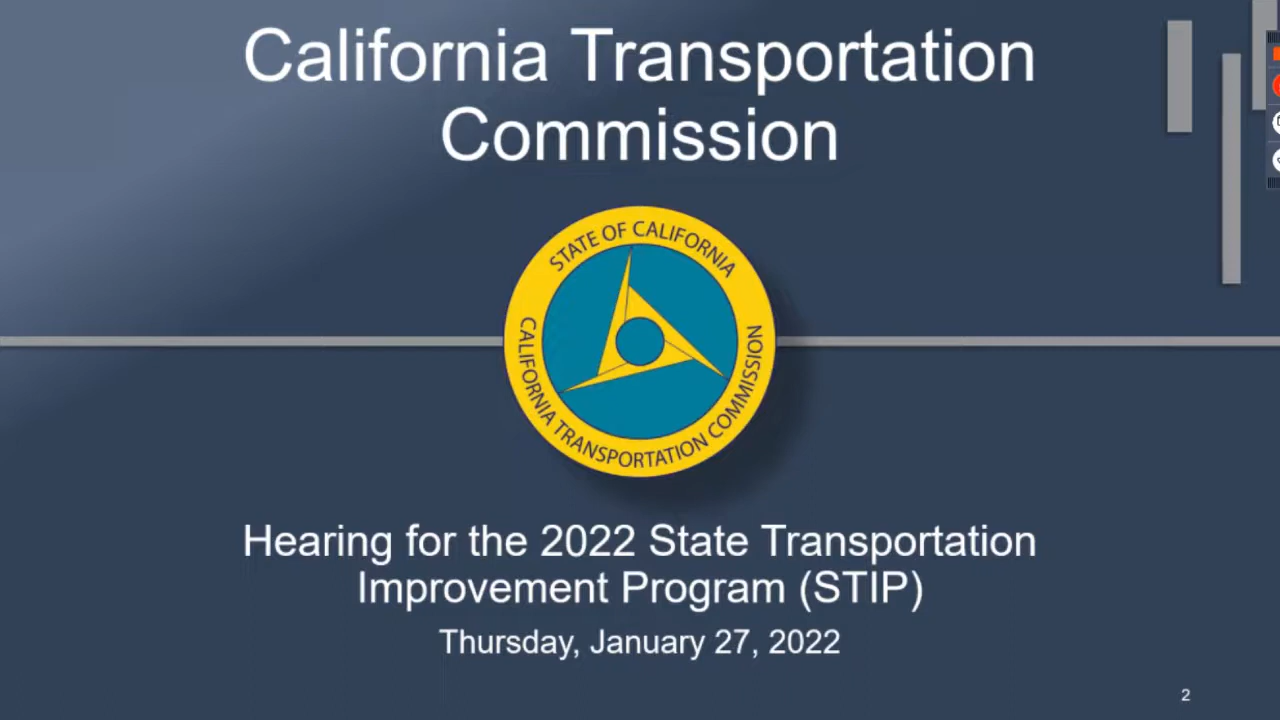 California Transportation
Commission
STATE OF CALIFORNIA
CALIFORNIA TRANSPORTATION COMMISSION
Hearing for the 2022 State Transportation
Improvement Program (STIP)
Thursday, January 27, 2022
2